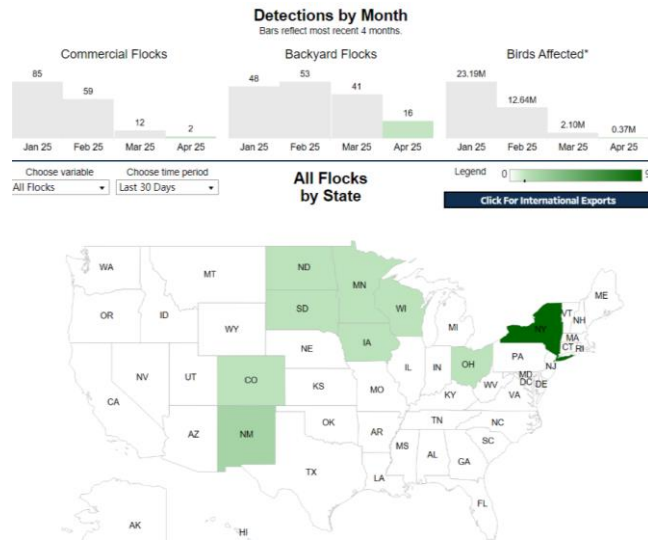 Detections by Month
Bars reflect most recent 4 months.
Commercial Flocks
Backyard Flocks
Birds Affected*
85
59
12
2
Jan 25
Feb 25
Mar 25
Apr 25
48
53
41
16
Jan 25
Feb 25
Mar 25
Apr 25
23.19M
12.64M
2.10M
0.37M
Jan 25
Feb 25
Mar 25
Apr 25
Choose variable
All Flocks
Choose time period
Last 30 Days
All Flocks
by State
Legend
0
9
Click For International Exports
WA
MT
ND
MN
ME
OR
ID
SD
WI
VT
NH
WY
MI
NY
MA
IA
CT
RI
NE
PA
NJ
NV
UT
CO
IL
IN
OH
MD
DE
DC
CA
KS
MO
KY
WV
VA
AZ
NM
OK
AR
TN
NC
SC
MS
AL
GA
TX
LA
FL
AK
HI